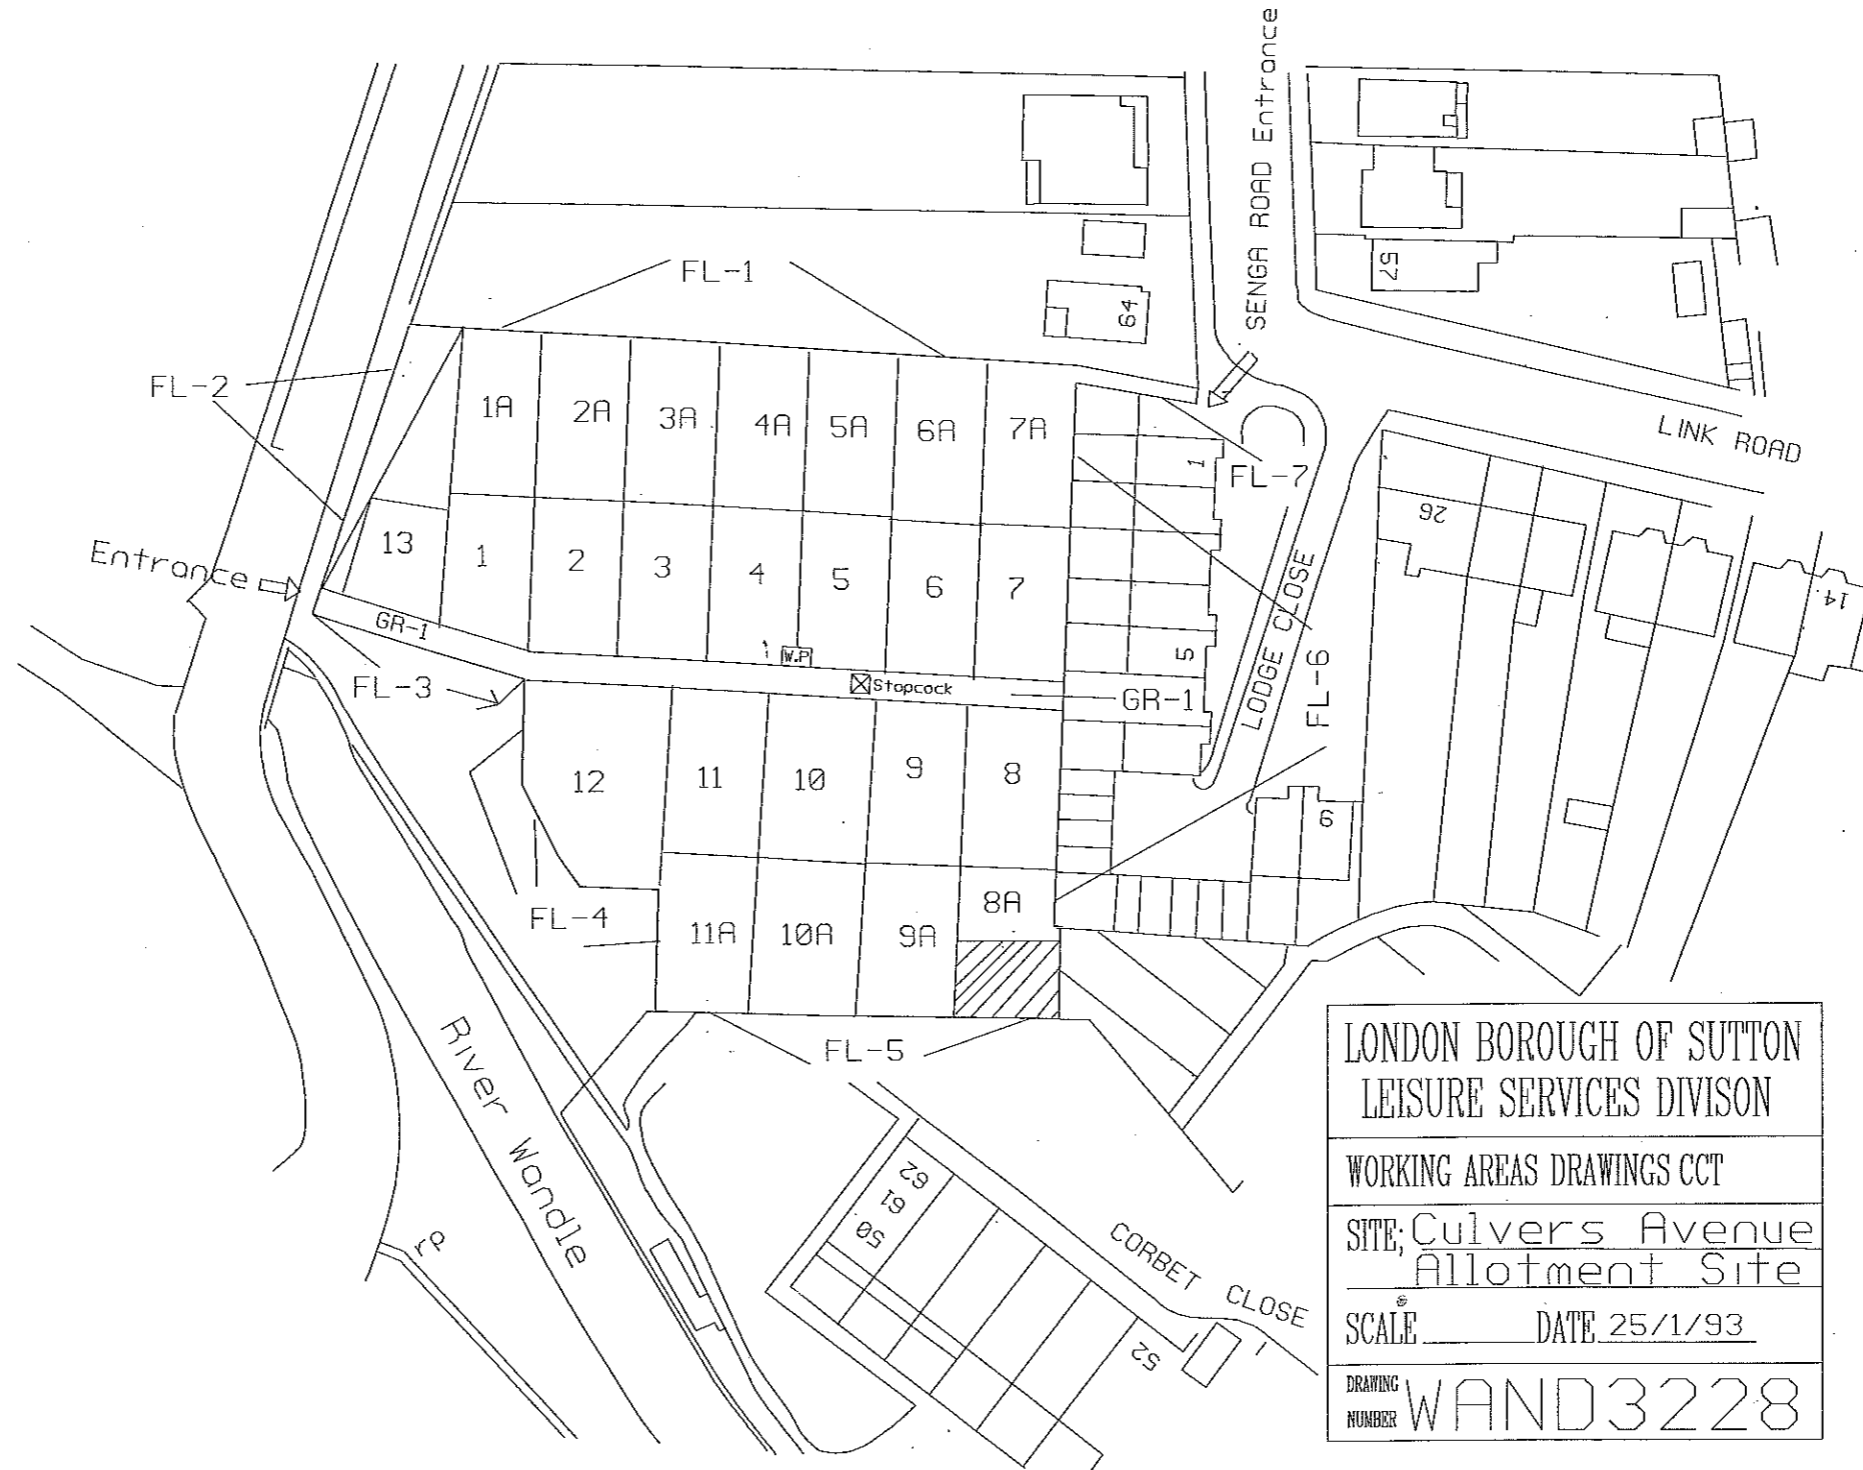 SENGA ROAD Entrance
57
64
FL-1
FL-2
1A 2A 3A 4A 5A 6A 7A
LINK ROAD
1
FL-7
26
13 1 2 3 4 5 6 7
Entrance
14
GR-1
W.P
5
LODGE CLOSE
FL-6
FL-3
Stopcock
GR-1
12 11 10 9 8
9
8A
FL-4
11A 10A 9A
FL-5
River Wandle
62
61
50
CORBET CLOSE
52
LONDON BOROUGH OF SUTTON
LEISURE SERVICES DIVISON
WORKING AREAS DRAWINGS CCT
SITE; Culvers Avenue
Allotment Site
SCALE DATE 25/1/93
DRAWING
NUMBER WAND3228